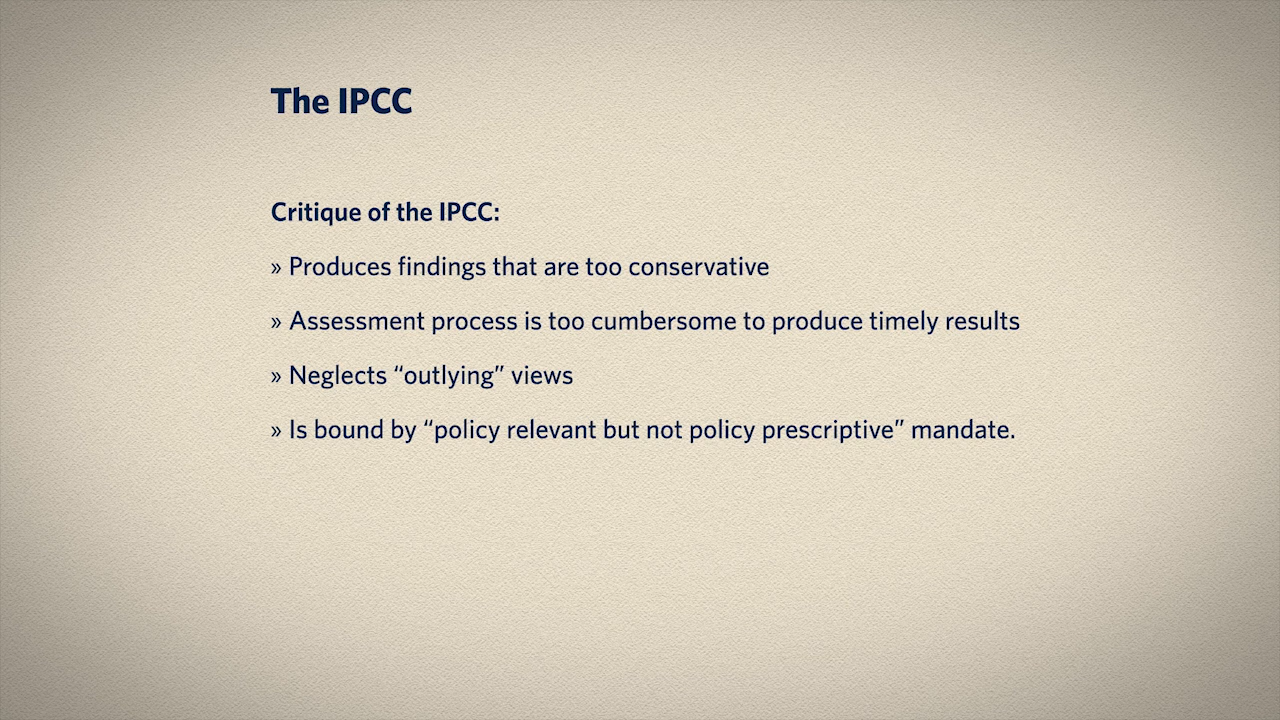 The IPCC
Critique of the IPCC:
» Produces findings that are too conservative
» Assessment process is too cumbersome to produce timely results
» Neglects “outlying” views
» Is bound by “policy relevant but not policy prescriptive” mandate.